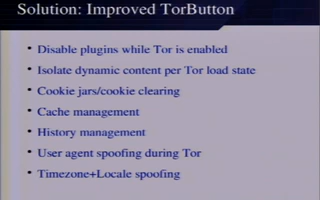 Solution: Improved TorButton
• Disable plugins while Tor is enabled
• Isolate dynamic content per Tor load state
• Cookie jars/cookie clearing
• Cache management
• History management
• User agent spoofing during Tor
• Timezone+Locale spoofing